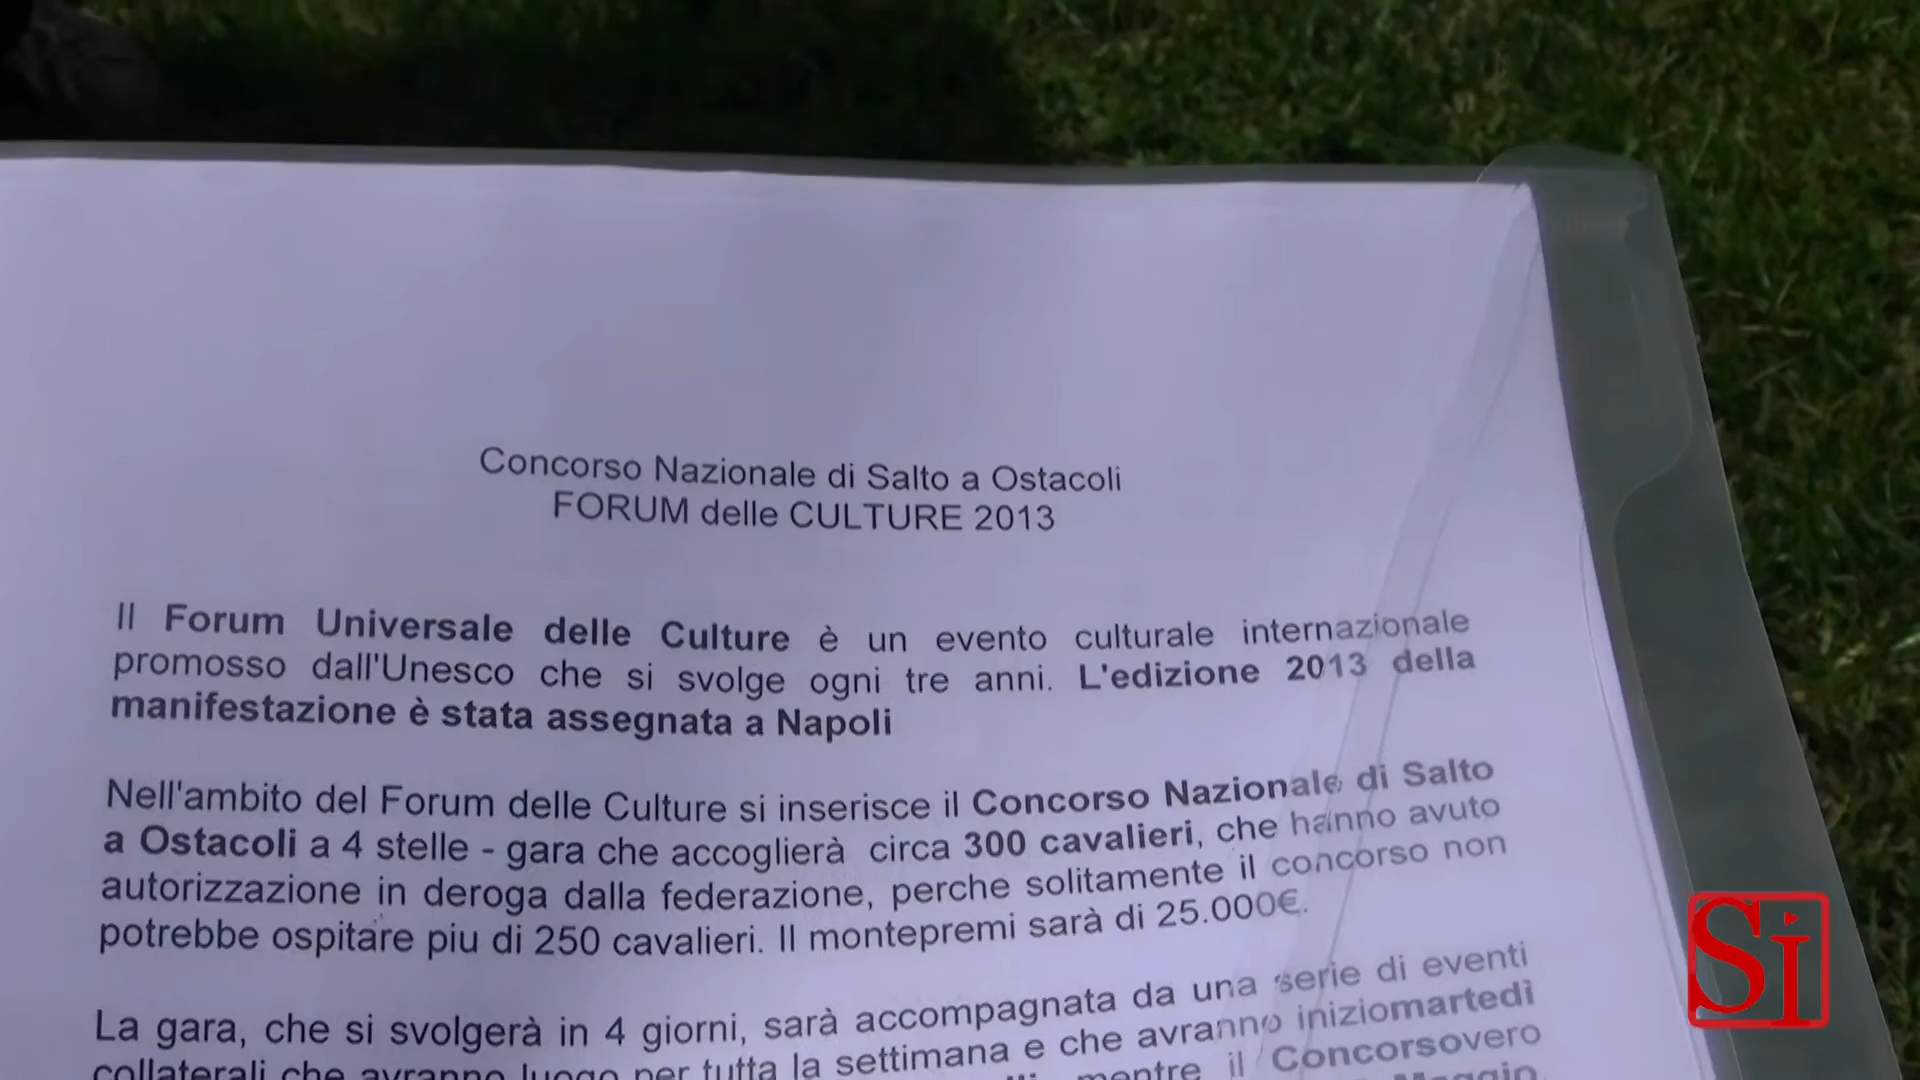 Concorso Nazionale di Salto a Ostacoli
FORUM delle CULTURE 2013
Il Forum Universale delle Culture è un evento culturale internazionale
promosso dall'Unesco che si svolge ogni tre anni. L'edizione 2013 della
manifestazione è stata assegnata a Napoli
Nell'ambito del Forum delle Culture si inserisce il Concorso Nazionale di Salto
a Ostacoli a 4 stelle - gara che accoglierà circa 300 cavalieri, che hanno avuto
autorizzazione in deroga dalla federazione, perche solitamente il concorso non
potrebbe ospitare piu di 250 cavalieri. Il montepremi sarà di 25.000€.
La gara, che si svolgerà in 4 giorni, sarà accompagnata da una serie di eventi
collaterali che avranno luogo per tutta la settimana e che avranno iniziomartedì
mentre il Concorsovero
Maggio
Si